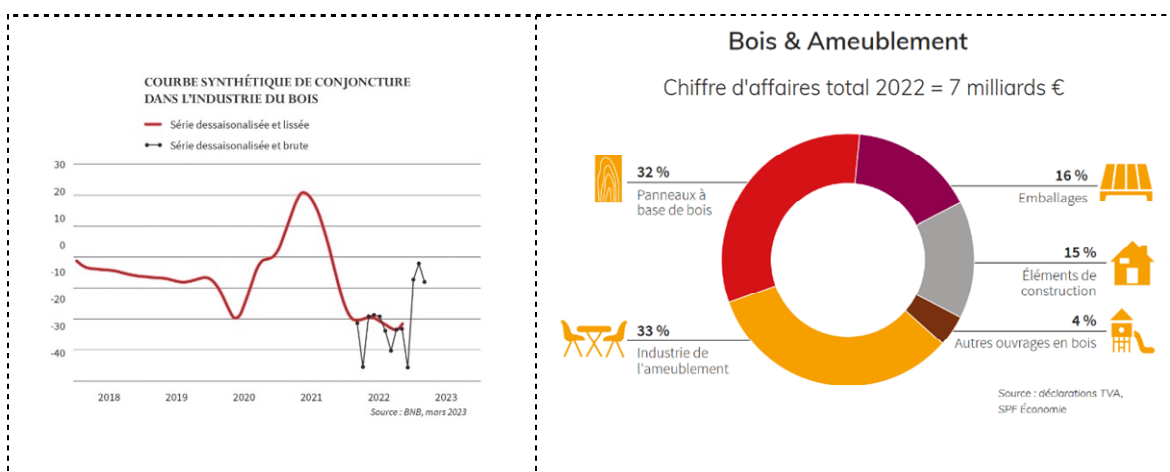 COURBE SYNTHÉTIQUE DE CONJONCTURE
DANS L'INDUSTRIE DU BOIS
Série dessaisonalisée et lissée
Série dessaisonalisée et brute
30
20
10
0
-10
-20
-30
-40
2018
2019
2020
2021
2022
2023
Source : BNB, mars 2023
Bois & Ameublement
Chiffre d'affaires total 2022 = 7 milliards €
32 %
Panneaux à
base de bois
33 %
Industrie de
l'ameublement
16 %
Emballages
15 %
Éléments de
construction
4 %
Autres ouvrages en bois
Source : déclarations TVA,
SPF Économie